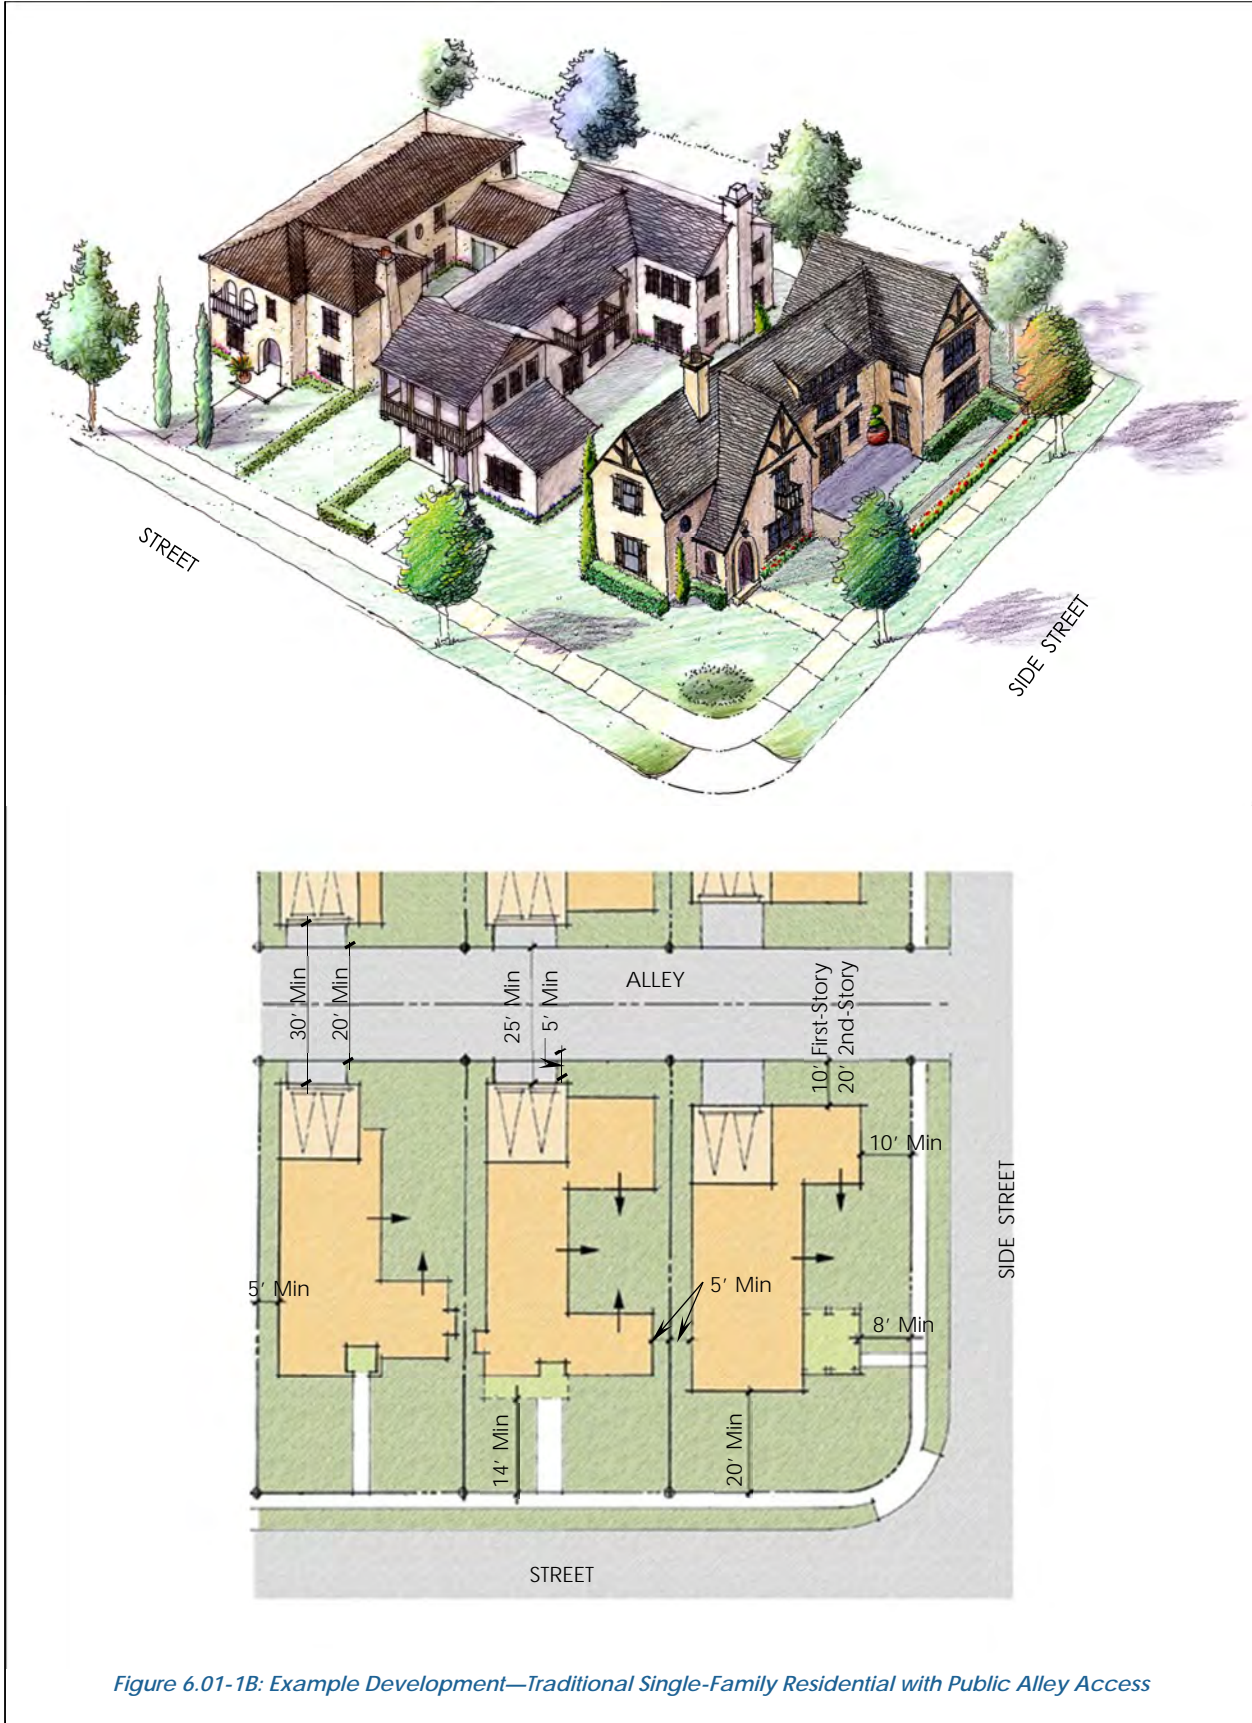 STREET
SIDE STREET
ALLEY
30' Min
20' Min
25' Min
5' Min
10' First-Story
20' 2nd-Story
10' Min
SIDE STREET
5' Min
5' Min
8' Min
14' Min
20' Min
STREET
Figure 6.01-1B: Example Development—Traditional Single-Family Residential with Public Alley Access